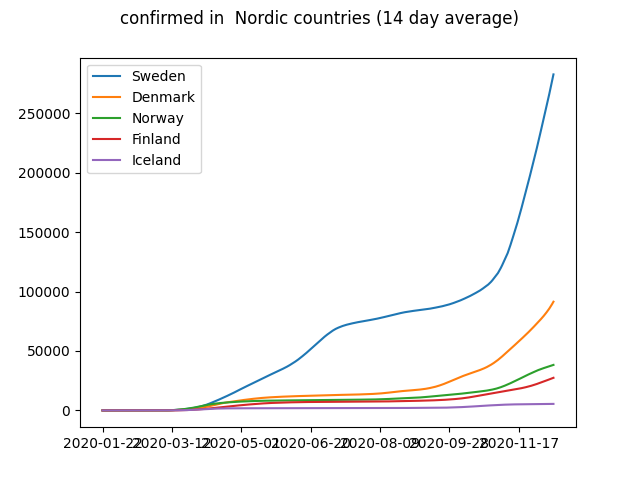 confirmed in  Nordic countries (14 day average)
Sweden
Denmark
Norway
Finland
Iceland
250000
200000
150000
100000
50000
0
2020-01-22 2020-03-12 2020-05-01 2020-06-20 2020-08-09 2020-09-28 2020-11-17